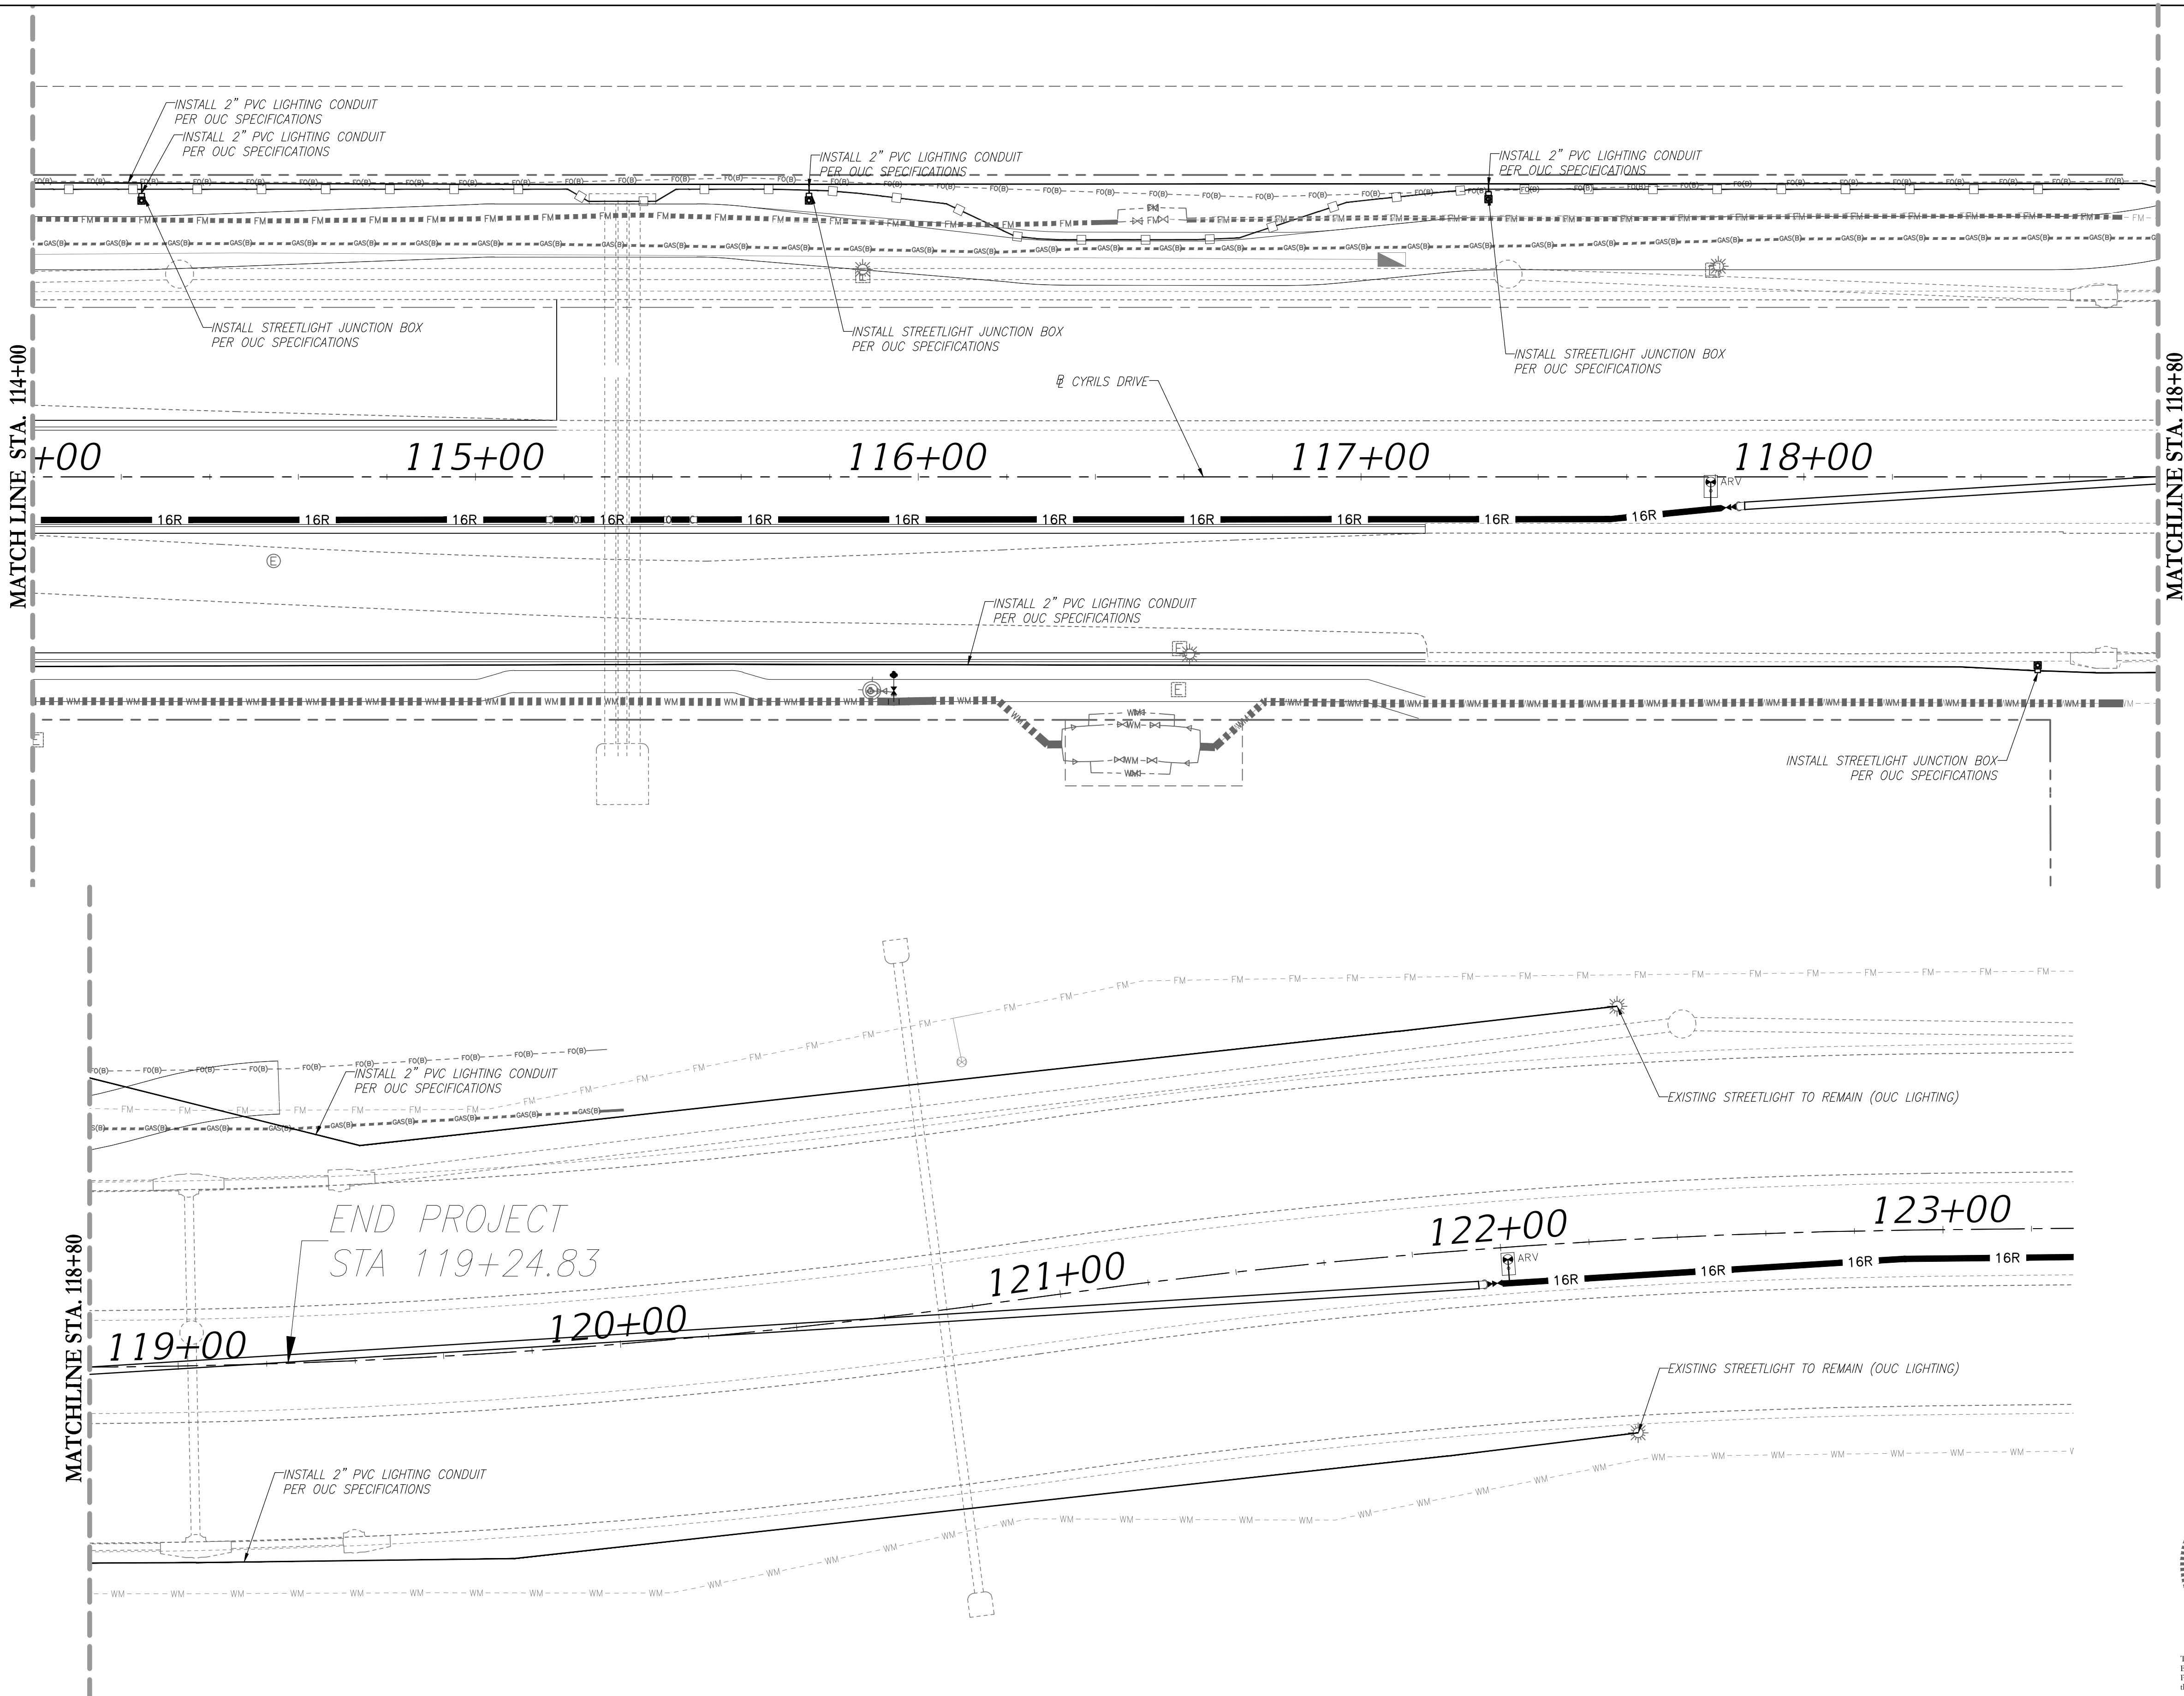 INSTALL 2" PVC LIGHTING CONDUIT
PER OUC SPECIFICATIONS
INSTALL 2" PVC LIGHTING CONDUIT
PER OUC SPECIFICATIONS
INSTALL 2" PVC LIGHTING CONDUIT
PER OUC SPECIFICATIONS
INSTALL 2" PVC LIGHTING CONDUIT
PER OUC SPECIFICATIONS
INSTALL STREETLIGHT JUNCTION BOX
PER OUC SPECIFICATIONS
INSTALL STREETLIGHT JUNCTION BOX
PER OUC SPECIFICATIONS
INSTALL STREETLIGHT JUNCTION BOX
PER OUC SPECIFICATIONS
MATCH LINE STA. 114+00
MATCHLINE STA. 118+80
CYRILS DRIVE
+00 115+00 116+00 117+00 118+00
ARV
16R 16R 16R 16R 16R 16R 16R 16R 16R 16R 16R
INSTALL 2" PVC LIGHTING CONDUIT
PER OUC SPECIFICATIONS
INSTALL STREETLIGHT JUNCTION BOX
PER OUC SPECIFICATIONS
INSTALL 2" PVC LIGHTING CONDUIT
PER OUC SPECIFICATIONS
EXISTING STREETLIGHT TO REMAIN (OUC LIGHTING)
MATCHLINE STA. 118+80
END PROJECT
STA 119+24.83
119+00 120+00 121+00 122+00 123+00
ARV
16R 16R 16R 16R
EXISTING STREETLIGHT TO REMAIN (OUC LIGHTING)
INSTALL 2" PVC LIGHTING CONDUIT
PER OUC SPECIFICATIONS